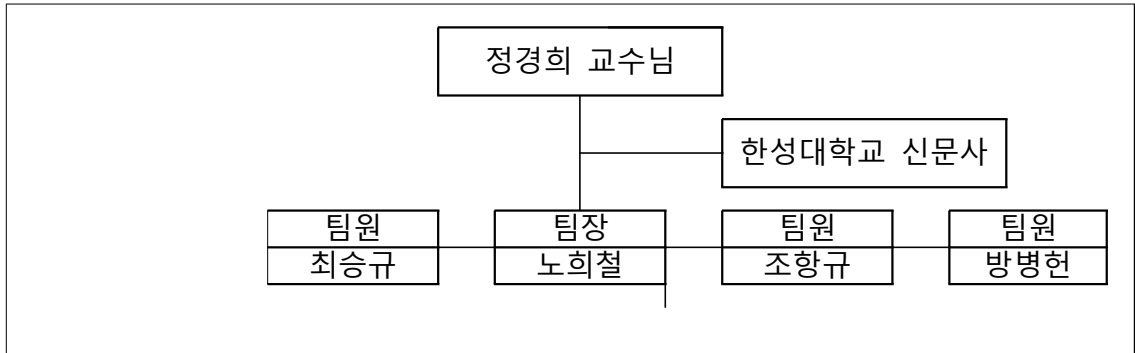 정경희 교수님
한성대학교 신문사
팀원 팀장 팀원 팀원
최승규 노희철 조항규 방병헌